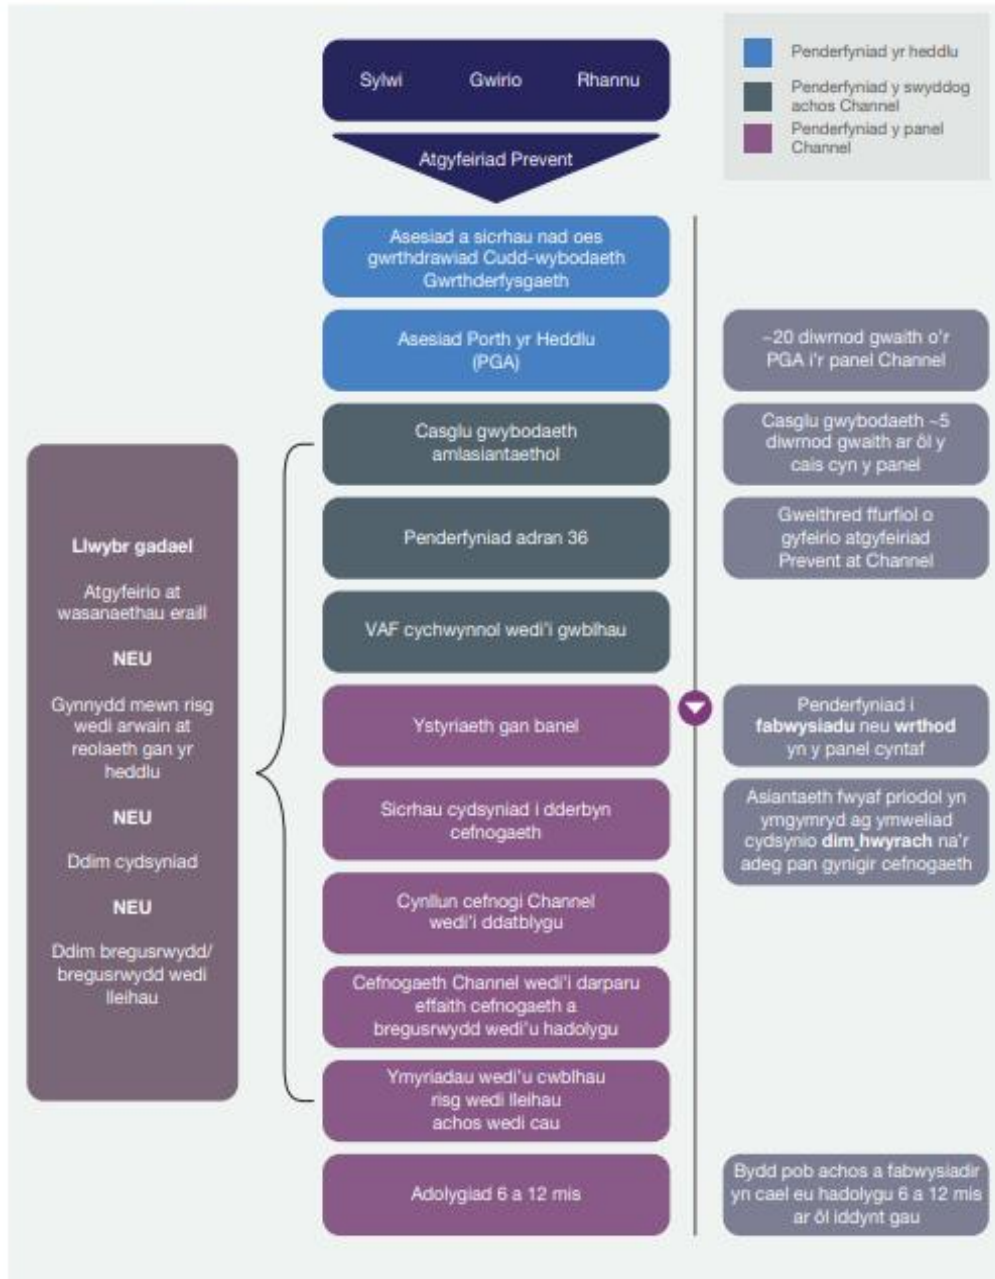 Sylwi Gwirio Rhannu
Atgyfeiriad Prevent
Penderfyniad yr heddlu
Penderfyniad y swyddog
achos Channel
Penderfyniad y panel
Channel
Asesiad a sicrhau nad oes
gwrthdrawiad Cudd-wybodaeth
Gwrthderfysgaeth
Asesiad Porth yr Heddlu
(PGA)
~20 diwrnod gwaith o'r
PGA i'r panel Channel
Casglu gwybodaeth
amlasiantaethol
Casglu gwybodaeth ~5
diwrnod gwaith ar ôl y
cais cyn y panel
Penderfyniad adran 36
Gweithred ffurfiol o
gyfeirio atgyfeiriad
Prevent at Channel
VAF cychwynnol wedi'i gwblhau
Ystyriaeth gan banel
Penderfyniad i
fabwysiadu neu wrthod
yn y panel cyntaf
Sicrhau cydsyniad i dderbyn
cefnogaeth
Asiantaeth fwyaf priodol yn
ymgymryd ag ymweliad
cydsynio dim hwyrach na'r
adeg pan gynigir cefnogaeth
Cynllun cefnogi Channel
wedi'i ddatblygu
Cefnogaeth Channel wedi'i darparu
effaith cefnogaeth a
bregusrwydd wedi'u hadolygu
Ymyriadau wedi'u cwblhau
risg wedi lleihau
achos wedi cau
Adolygiad 6 a 12 mis
Bydd pob achos a fabwysiadir
yn cael eu hadolygu 6 a 12 mis
ar ôl iddynt gau
Llwybr gadael
Atgyfeirio at
wasanaethau eraill
NEU
Gynnydd mewn risg
wedi arwain at
reolaeth gan yr
heddlu
NEU
Ddim cydsyniad
NEU
Ddim bregusrwydd/
bregusrwydd wedi
lleihau